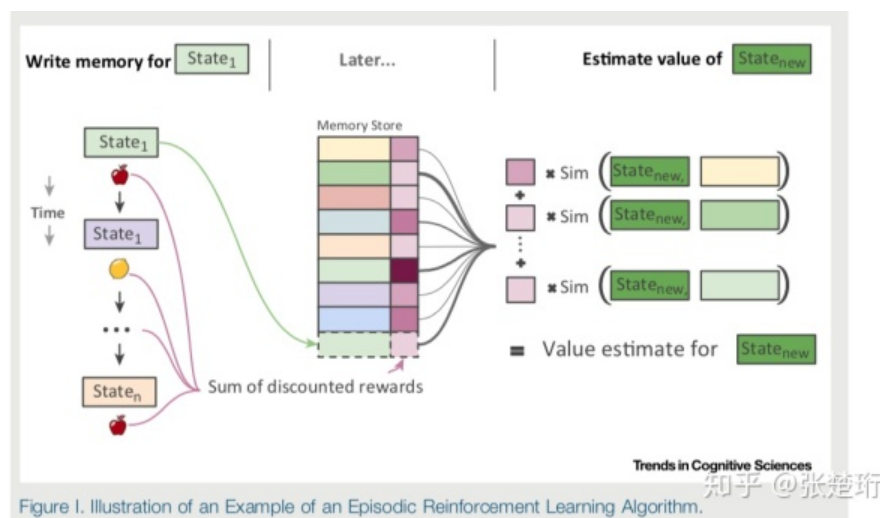 Write memory for State1
Later...
Estimate value of Statenew
Memory Store
State1
Time
State1
...
Staten
Sum of discounted rewards
× Sim (Statenew, )
+
× Sim (Statenew, )
⋮
+
× Sim (Statenew, )
= Value estimate for Statenew
Trends in Cognitive Sciences
知乎 @张楚珩
Figure I. Illustration of an Example of an Episodic Reinforcement Learning Algorithm.